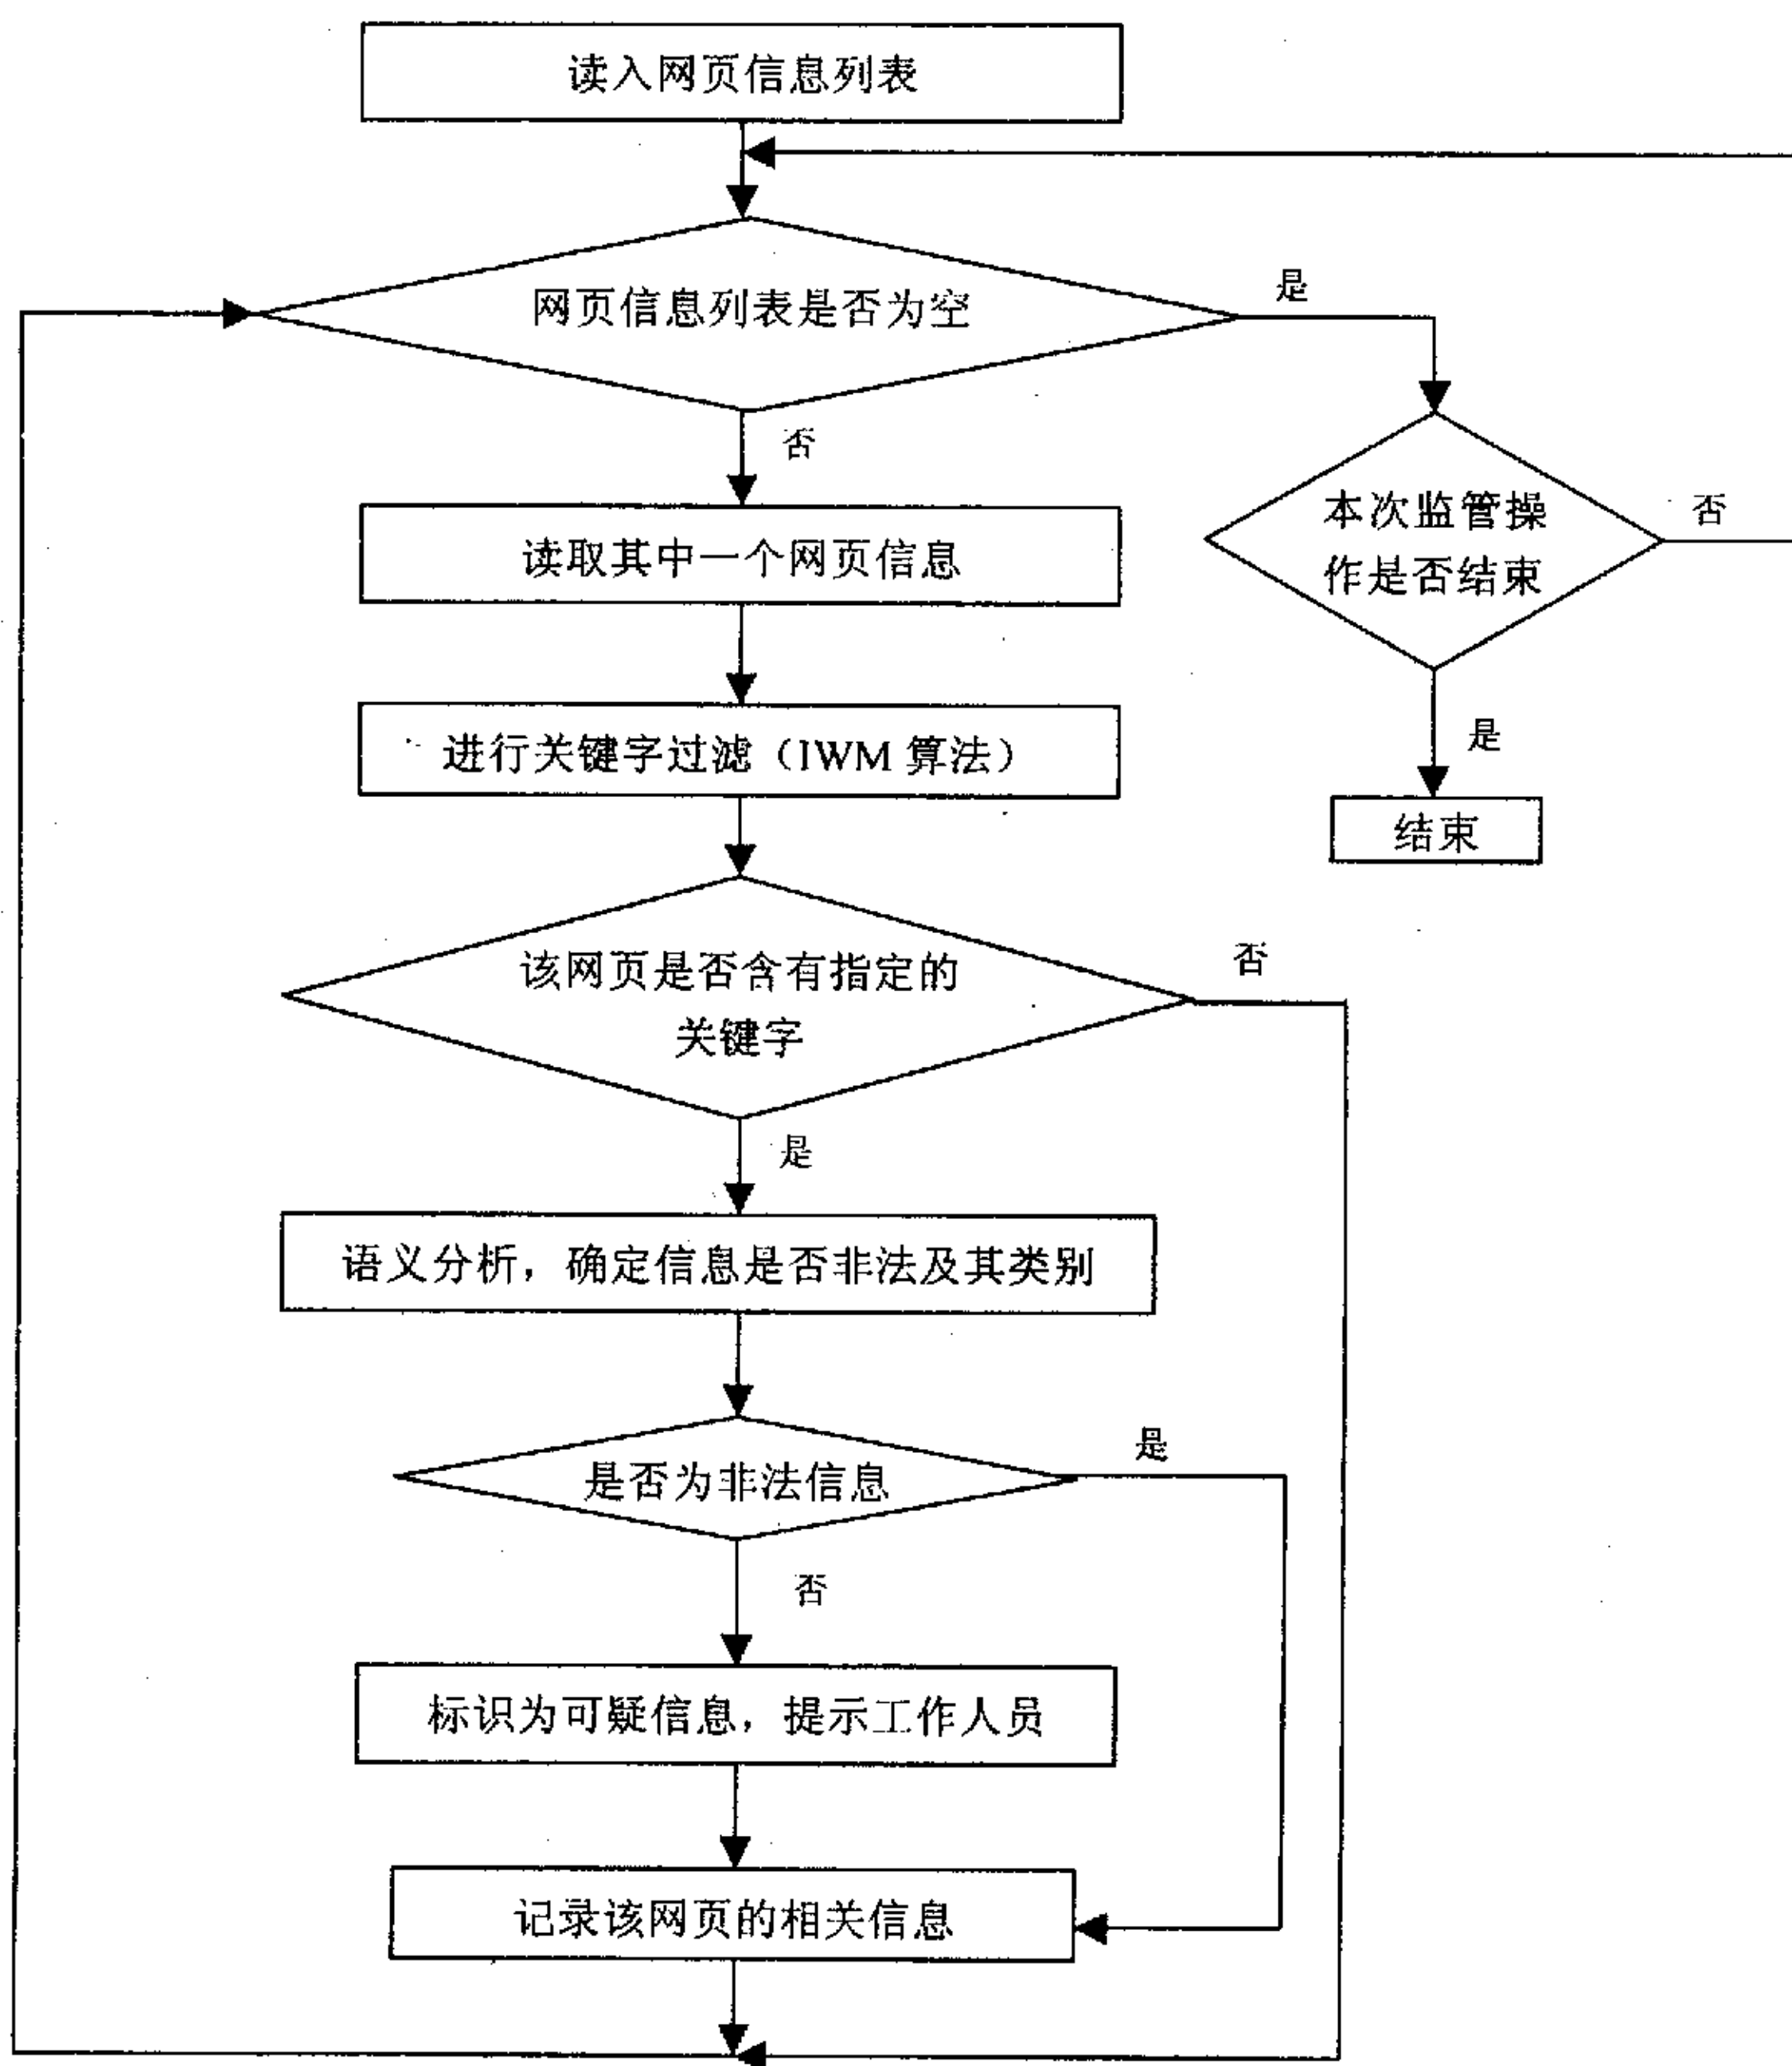 读入网页信息列表
网页信息列表是否为空
是
否
本次监管操
作是否结束
否
读取其中一个网页信息
是
进行关键字过滤（IWM 算法）
结束
该网页是否含有指定的
关键字
否
是
语义分析，确定信息是否非法及其类别
是否为非法信息
是
否
标识为可疑信息，提示工作人员
记录该网页的相关信息